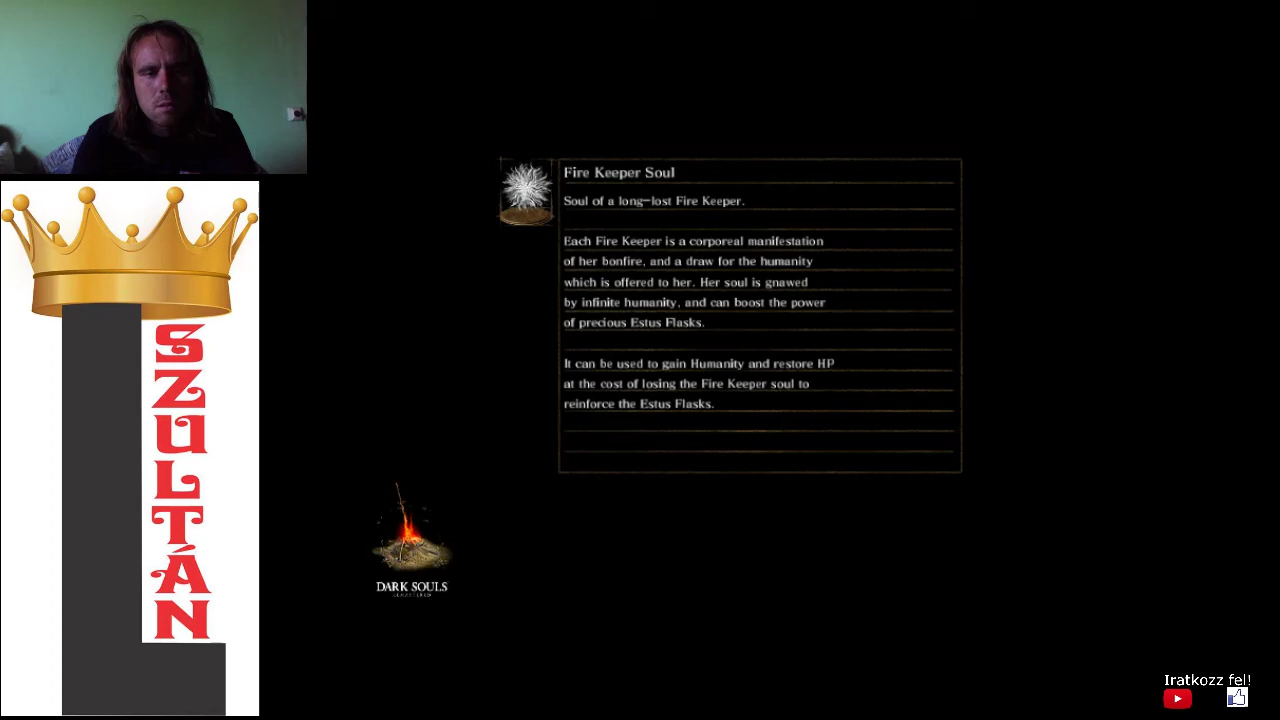 Fire Keeper Soul
Soul of a long-lost Fire Keeper.
Each Fire Keeper is a corporeal manifestation
of her bonfire, and a draw for the humanity
which is offered to her. Her soul is gnawed
by infinite humanity, and can boost the power
of precious Estus Flasks.
It can be used to gain Humanity and restore HP
at the cost of losing the Fire Keeper soul to
reinforce the Estus Flasks.
L
SZULTÁN
DARK SOULS
REMASTERED
Iratkozz fel!